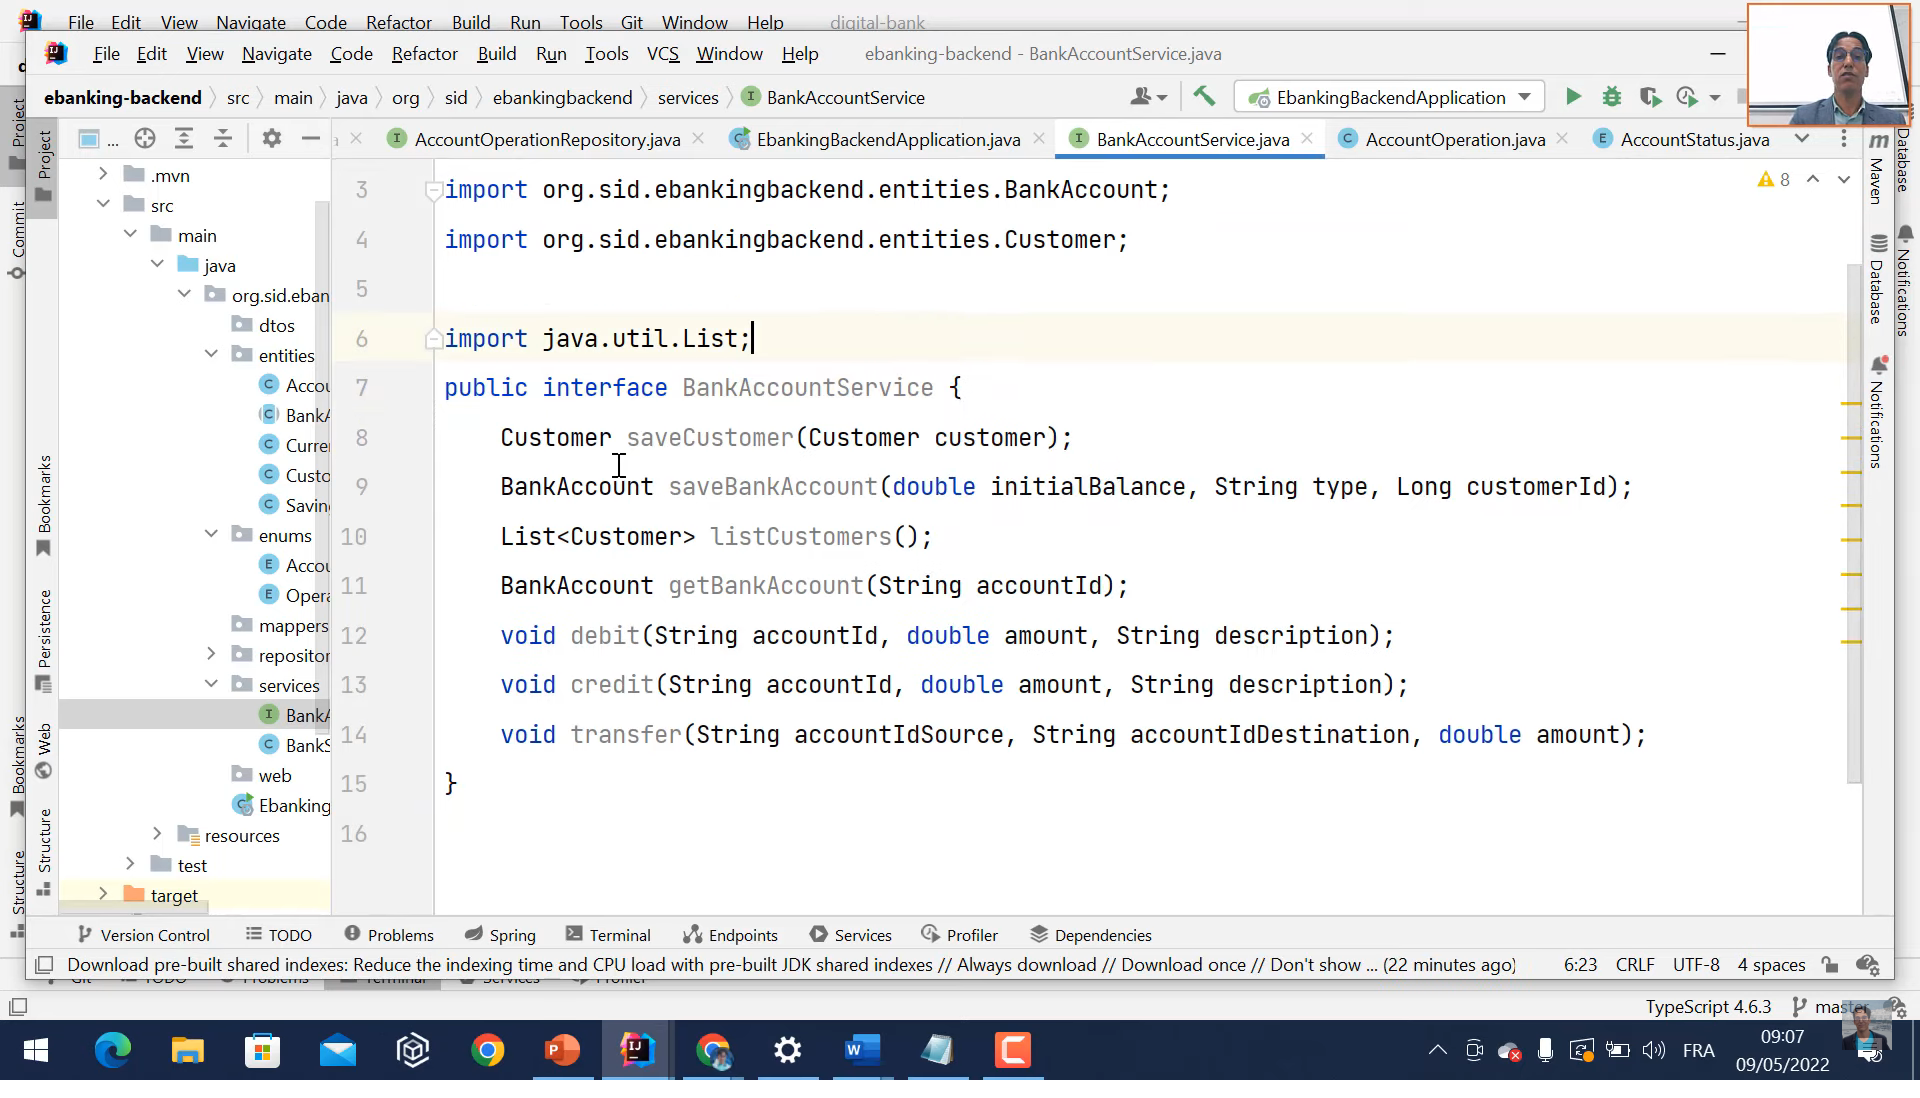 File Edit View Navigate Code Refactor Build Run Tools Git Window Help digital-bank
File Edit View Navigate Code Refactor Build Run Tools VCS Window Help ebanking-backend - BankAccountService.java
ebanking-backend src main java org sid ebankingbackend services BankAccountService EbankingBackendApplication
AccountOperationRepository.java EbankingBackendApplication.java BankAccountService.java AccountOperation.java AccountStatus.java
Project
Commit
Bookmarks
Structure
Project
Bookmarks
Persistence
Web
Structure
...
.mvn
src
main
java
org.sid.eban
dtos
entities
Accou
BankA
Curre
Custo
Savin
enums
Accou
Opera
mappers
repositor
services
BankA
BankS
web
Ebanking
resources
test
target
8
3 import org.sid.ebankingbackend.entities.BankAccount;
4 import org.sid.ebankingbackend.entities.Customer;
5
6 import java.util.List;
7 public interface BankAccountService {
8 Customer saveCustomer(Customer customer);
9 BankAccount saveBankAccount(double initialBalance, String type, Long customerId);
10 List<Customer> listCustomers();
11 BankAccount getBankAccount(String accountId);
12 void debit(String accountId, double amount, String description);
13 void credit(String accountId, double amount, String description);
14 void transfer(String accountIdSource, String accountIdDestination, double amount);
15 }
16
Maven
Database
Notifications
Database
Notifications
Version Control TODO Problems Spring Terminal Endpoints Services Profiler Dependencies
Download pre-built shared indexes: Reduce the indexing time and CPU load with pre-built JDK shared indexes // Always download // Download once // Don't show ... (22 minutes ago) 6:23 CRLF UTF-8 4 spaces
Git TODO Problems Terminal Services Profiler
TypeScript 4.6.3 master
FRA
09:07
09/05/2022